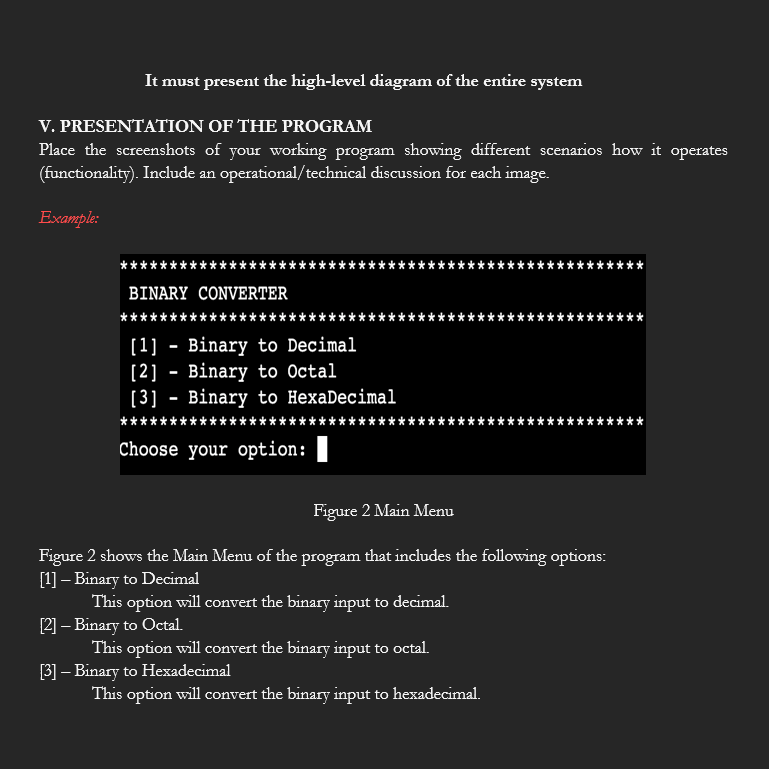 It must present the high-level diagram of the entire system
V. PRESENTATION OF THE PROGRAM
Place the screenshots of your working program showing different scenarios how it operates
(functionality). Include an operational/technical discussion for each image.
Example:
*****************************************************
BINARY CONVERTER
*****************************************************
[1] - Binary to Decimal
[2] - Binary to Octal
[3] - Binary to HexaDecimal
*****************************************************
Choose your option:
Figure 2 Main Menu
Figure 2 shows the Main Menu of the program that includes the following options:
[1] – Binary to Decimal
This option will convert the binary input to decimal.
[2] – Binary to Octal.
This option will convert the binary input to octal.
[3] – Binary to Hexadecimal
This option will convert the binary input to hexadecimal.